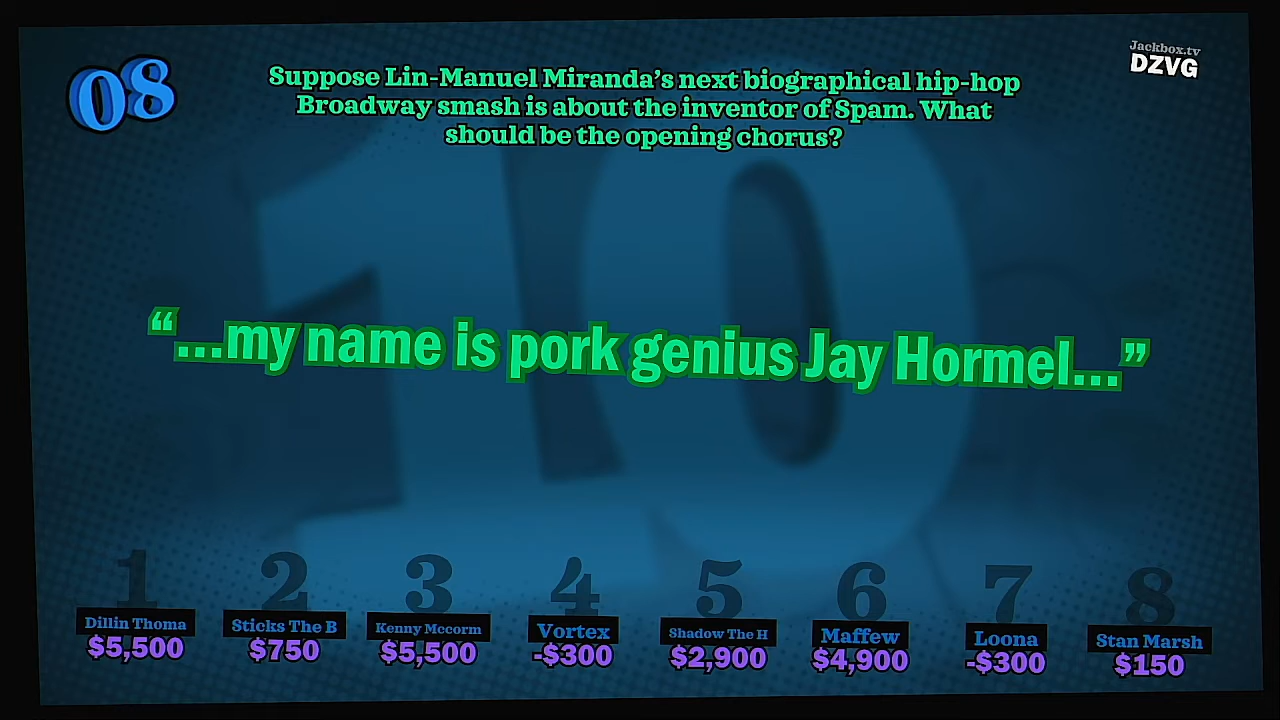 08
Jackbox.tv
DZVG
Suppose Lin-Manuel Miranda's next biographical hip-hop
Broadway smash is about the inventor of Spam. What
should be the opening chorus?
10
“...my name is pork genius Jay Hormel...”
1 2 3 4 5 6 7 8
Dillin Thoma Sticks The B Kenny Mccorm Vortex Shadow The H Maffew Loona Stan Marsh
$5,500 $750 $5,500 -$300 $2,900 $4,900 -$300 $150